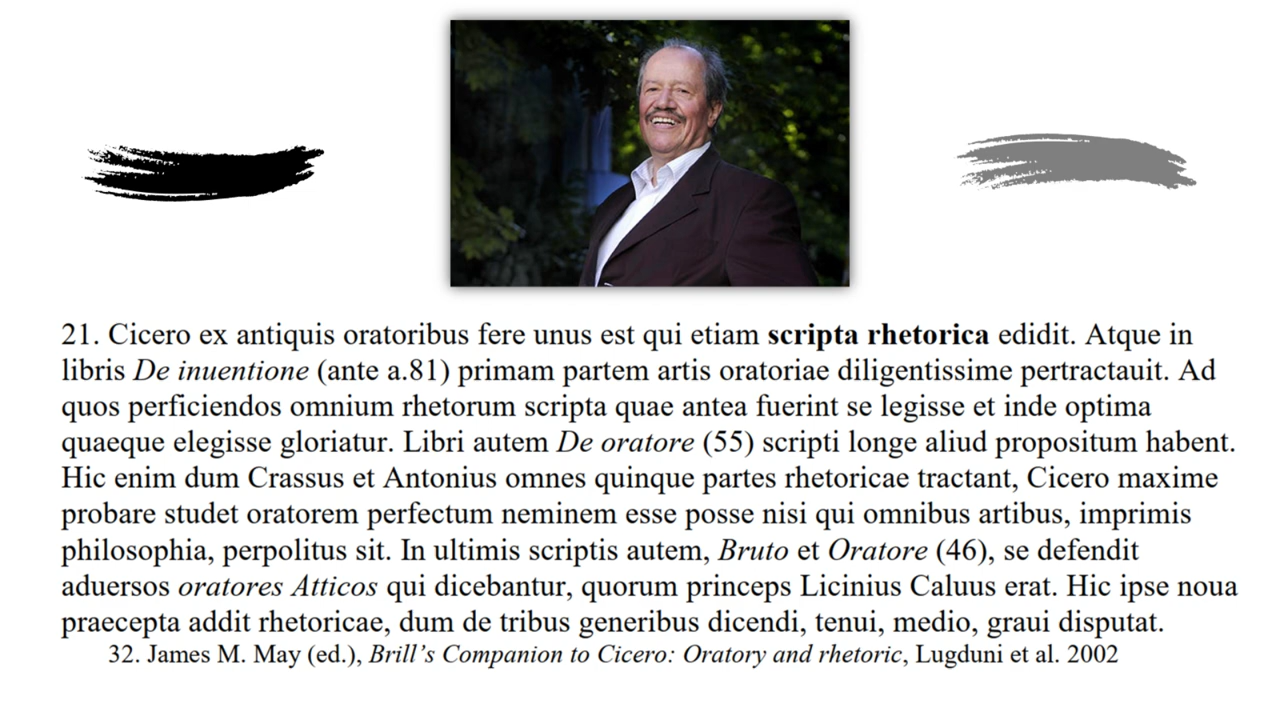 21. Cicero ex antiquis oratoribus fere unus est qui etiam scripta rhetorica edidit. Atque in
libris De inuentione (ante a.81) primam partem artis oratoriae diligentissime pertractauit. Ad
quos perficiendos omnium rhetorum scripta quae antea fuerint se legisse et inde optima
quaeque elegisse gloriatur. Libri autem De oratore (55) scripti longe aliud propositum habent.
Hic enim dum Crassus et Antonius omnes quinque partes rhetoricae tractant, Cicero maxime
probare studet oratorem perfectum neminem esse posse nisi qui omnibus artibus, imprimis
philosophia, perpolitus sit. In ultimis scriptis autem, Bruto et Oratore (46), se defendit
aduersos oratores Atticos qui dicebantur, quorum princeps Licinius Caluus erat. Hic ipse noua
praecepta addit rhetoricae, dum de tribus generibus dicendi, tenui, medio, graui disputat.
32. James M. May (ed.), Brill's Companion to Cicero: Oratory and rhetoric, Lugduni et al. 2002